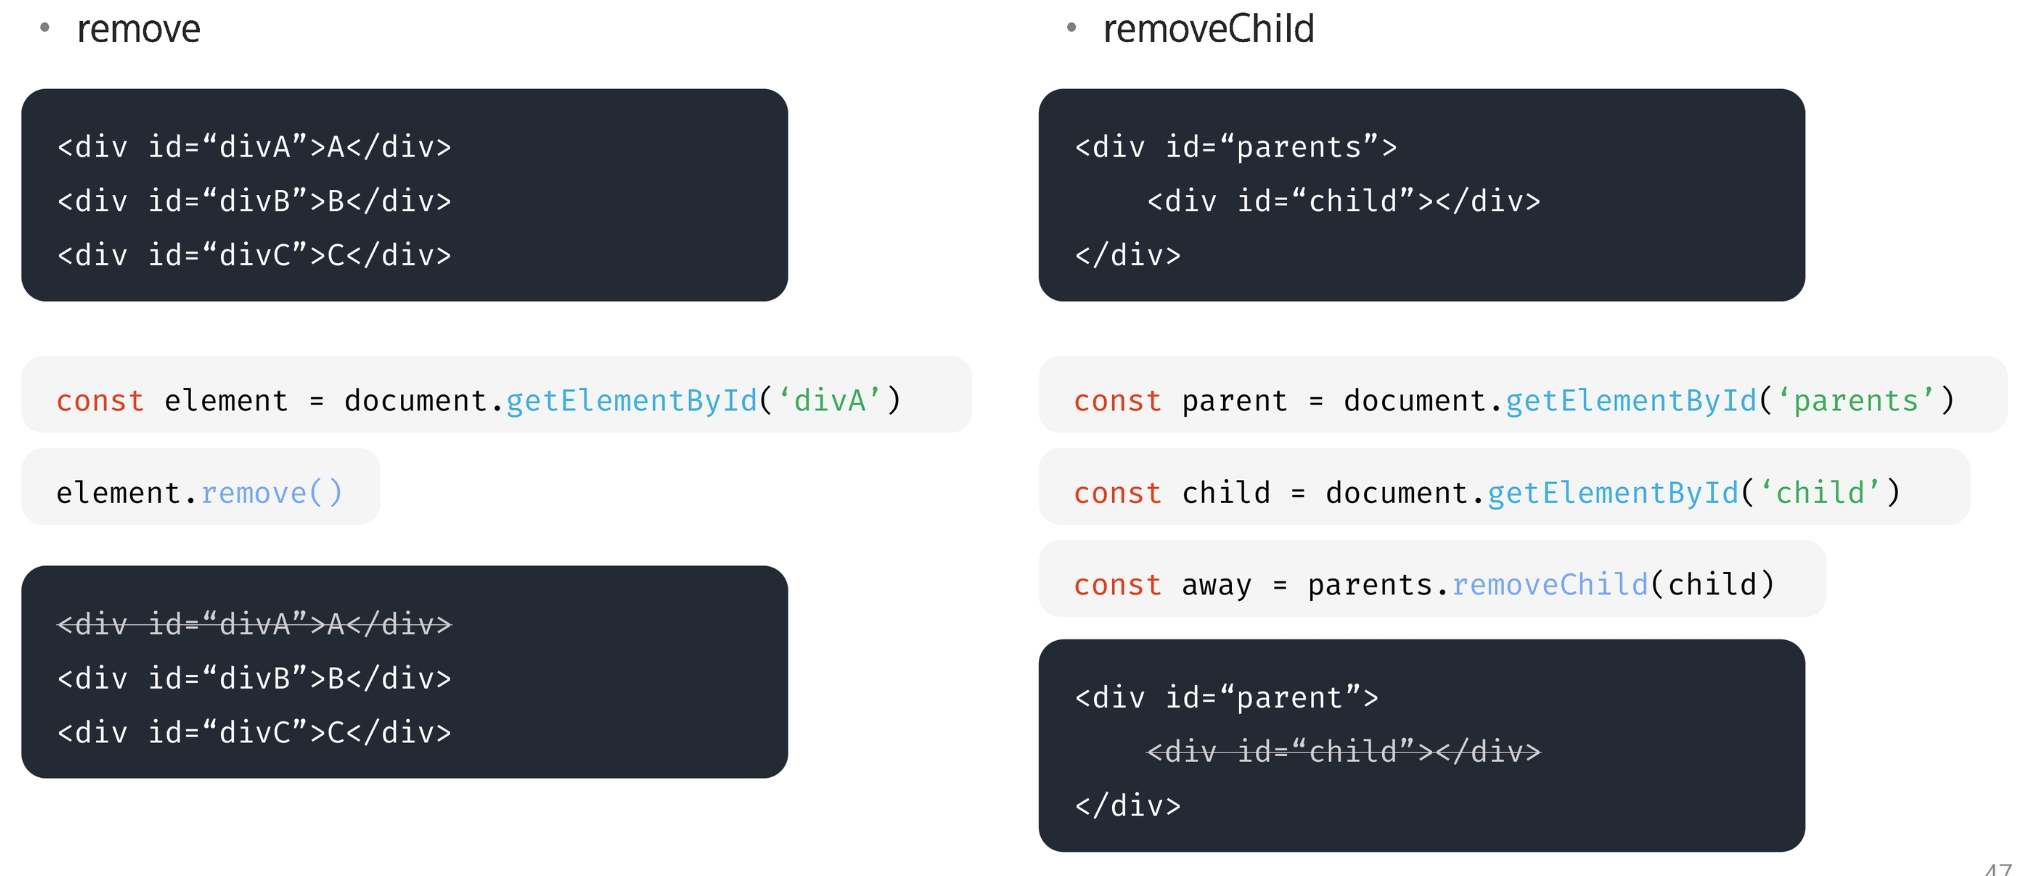 • remove
<div id=“divA”>A</div>
<div id=“divB”>B</div>
<div id=“divC”>C</div>
const element = document.getElementById(‘divA’)
element.remove()
<div id=“divA”>A</div>
<div id=“divB”>B</div>
<div id=“divC”>C</div>
• removeChild
<div id=“parents”>
    <div id=“child”></div>
</div>
const parent = document.getElementById(‘parents’)
const child = document.getElementById(‘child’)
const away = parents.removeChild(child)
<div id=“parent”>
    <div id=“child”></div>
</div>
47